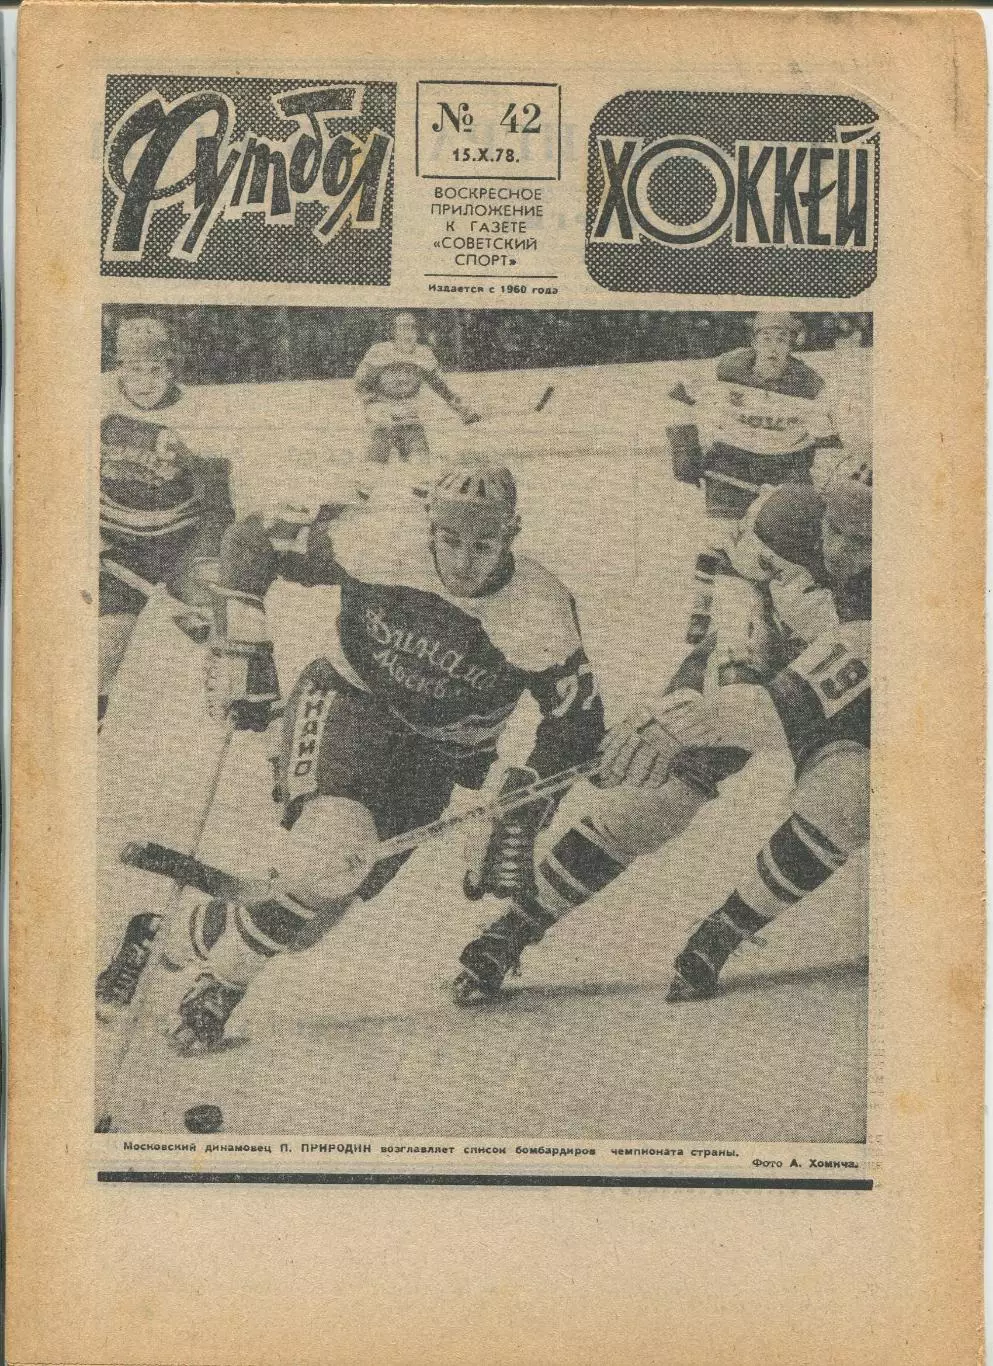 Футбол
№ 42
15.X.78.
ВОСКРЕСНОЕ
ПРИЛОЖЕНИЕ
К ГАЗЕТЕ
«СОВЕТСКИЙ
СПОРТ»
Издается с 1960 года
ХОККЕЙ
Динамо
Москва
27
19
Московский динамовец П. ПРИРОДИН возглавляет список бомбардиров чемпионата страны.
Фото А. Хомича.